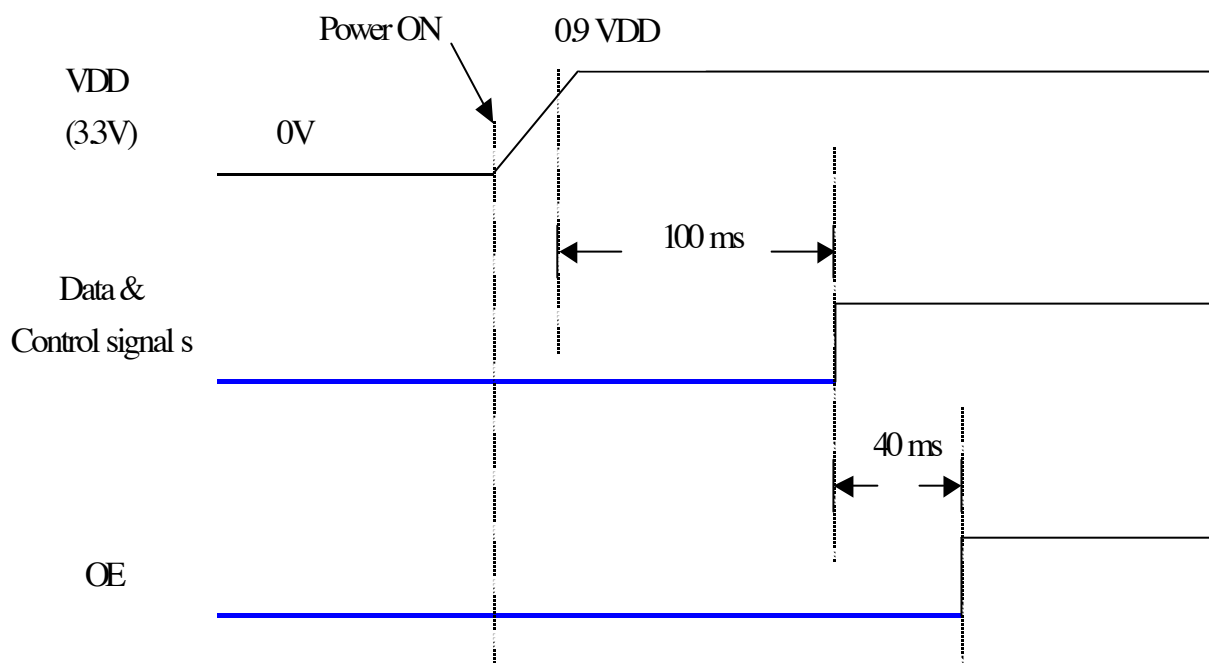 Power ON
0.9 VDD
VDD
(3.3V)
0V
100 ms
Data &
Control signal s
40 ms
OE